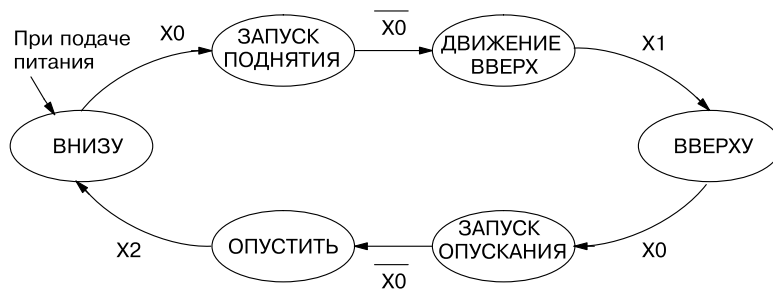 При подаче
питания
X0
ЗАПУСК
ПОДНЯТИЯ
X0
ДВИЖЕНИЕ
ВВЕРХ
X1
ВНИЗУ
ВВЕРХУ
X2
ОПУСТИТЬ
X0
ЗАПУСК
ОПУСКАНИЯ
X0